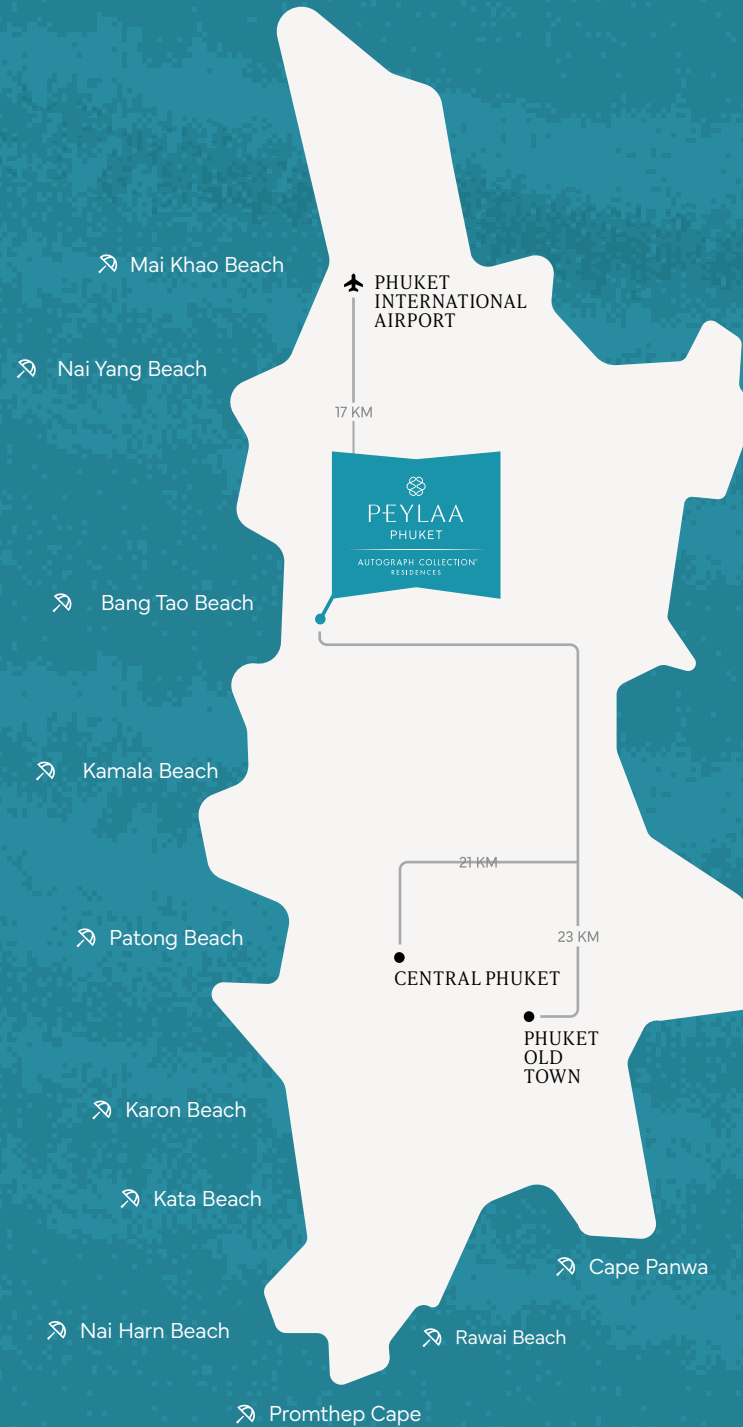 Mai Khao Beach
PHUKET
INTERNATIONAL
AIRPORT
Nai Yang Beach
17 KM
PEYLAA
PHUKET
AUTOGRAPH COLLECTION®
RESIDENCES
Bang Tao Beach
Kamala Beach
21 KM
Patong Beach
23 KM
CENTRAL PHUKET
PHUKET
OLD
TOWN
Karon Beach
Kata Beach
Cape Panwa
Nai Harn Beach
Rawai Beach
Promthep Cape